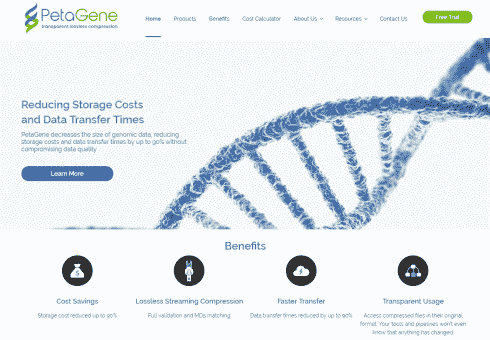 PetaGene
transparent lossless compression
Home Products Benefits Cost Calculator About Us Resources Contact Us Free Trial
Reducing Storage Costs
and Data Transfer Times
PetaGene decreases the size of genomic data, reducing
storage costs and data transfer times by up to 90% without
compromising data quality
Learn More
Benefits
Cost Savings
Storage cost reduced up to 90%
Lossless Streaming Compression
Full validation and MD5 matching
Faster Transfer
Data transfer times reduced by up to 90%
Transparent Usage
Access compressed files in their original
format. Your tools and pipelines won't even
know that anything has changed